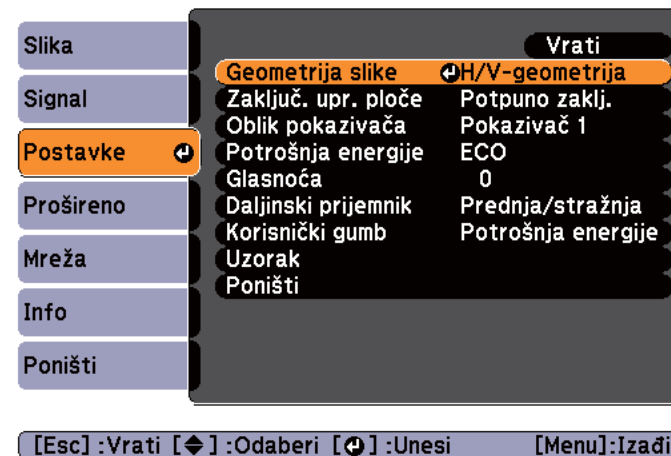 Slika
Signal
Postavke
Prošireno
Mreža
Info
Poništi
Vrati
Geometrija slike H/V-geometrija
Zaključ. upr. ploče Potpuno zaklj.
Oblik pokazivača Pokazivač 1
Potrošnja energije ECO
Glasnoća 0
Daljinski prijemnik Prednja/stražnja
Korisnički gumb Potrošnja energije
Uzorak
Poništi
[Esc] :Vrati [◆] :Odaberi [↵] :Unesi [Menu]:Izađi